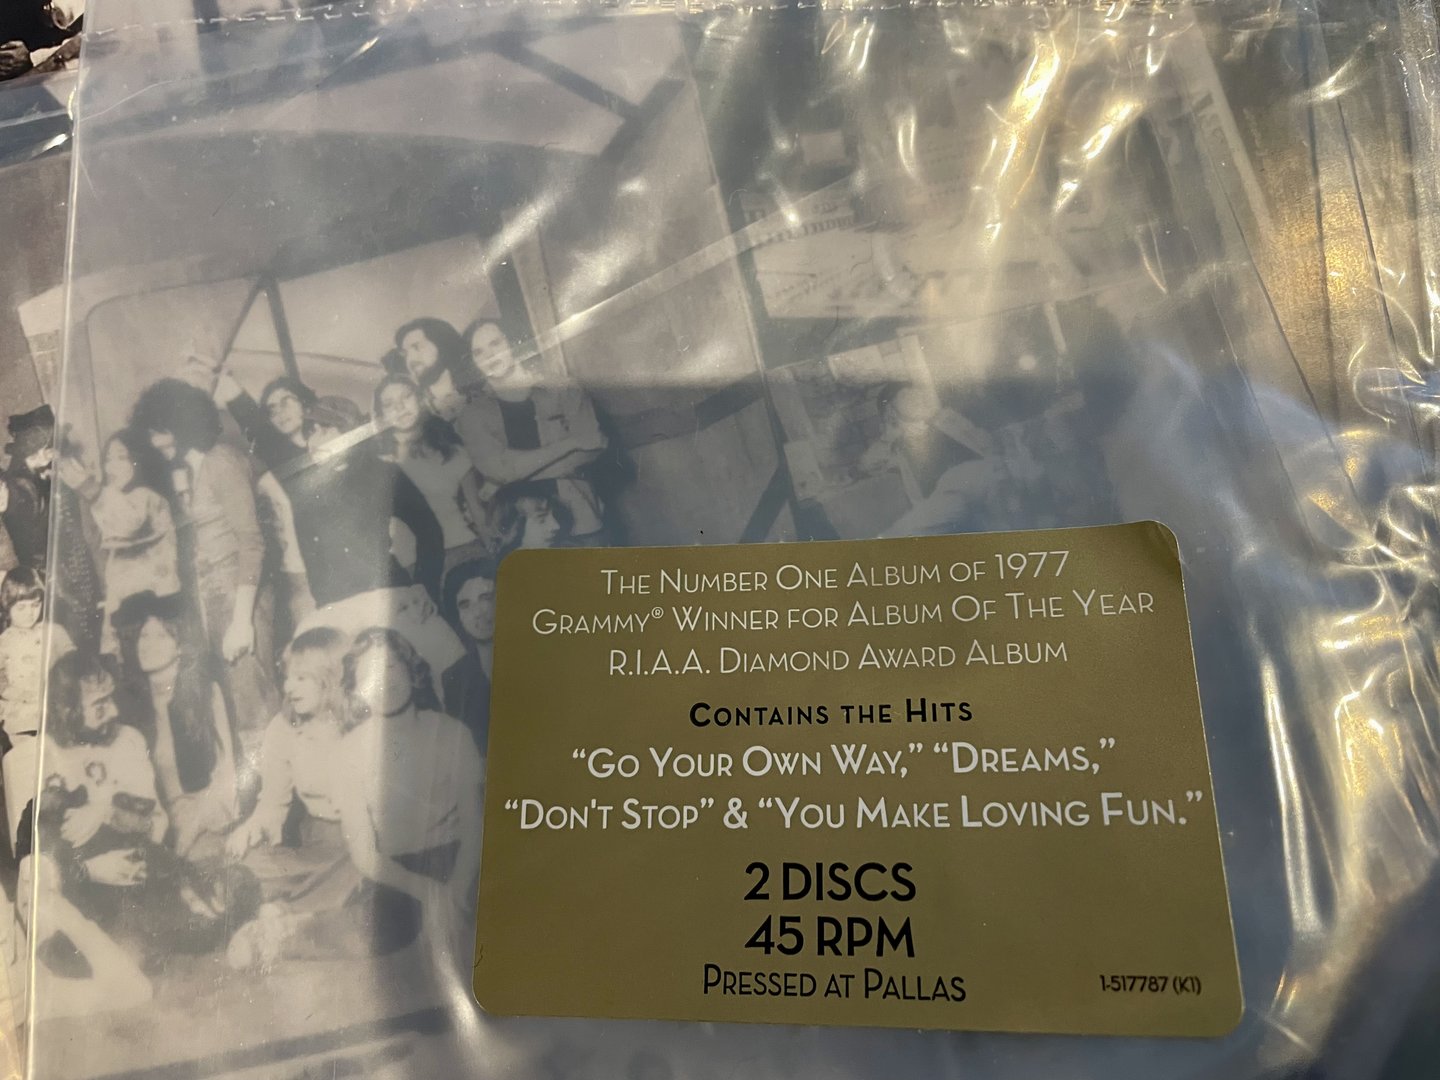 THE NUMBER ONE ALBUM OF 1977
GRAMMY® WINNER FOR ALBUM OF THE YEAR
R.I.A.A. DIAMOND AWARD ALBUM
CONTAINS THE HITS
“GO YOUR OWN WAY,” “DREAMS,”
“DON'T STOP” & “YOU MAKE LOVING FUN.”
2 DISCS
45 RPM
PRESSED AT PALLAS
1-517787 (K1)